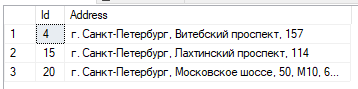 Id Address
1 4 г. Санкт-Петербург, Витебский проспект, 157
2 15 г. Санкт-Петербург, Лахтинский проспект, 114
3 20 г. Санкт-Петербург, Московское шоссе, 50, М10, 6...